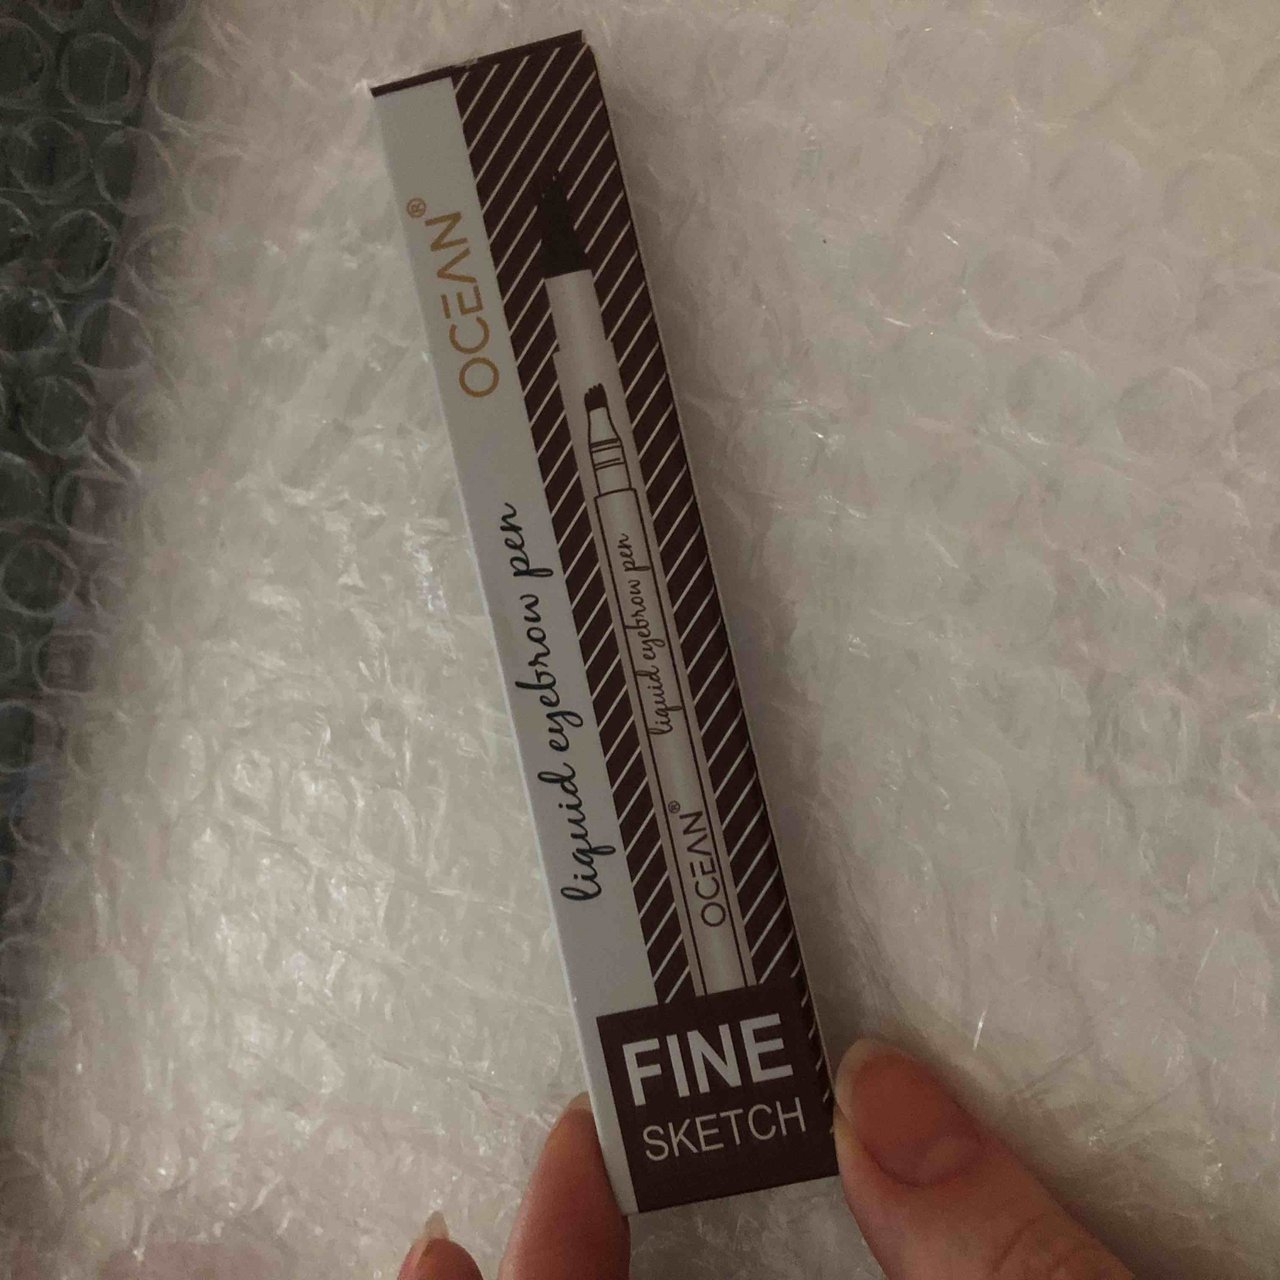 OCEAN®
liquid eyebrow pen
liquid eyebrow pen
OCEAN®
FINE
SKETCH